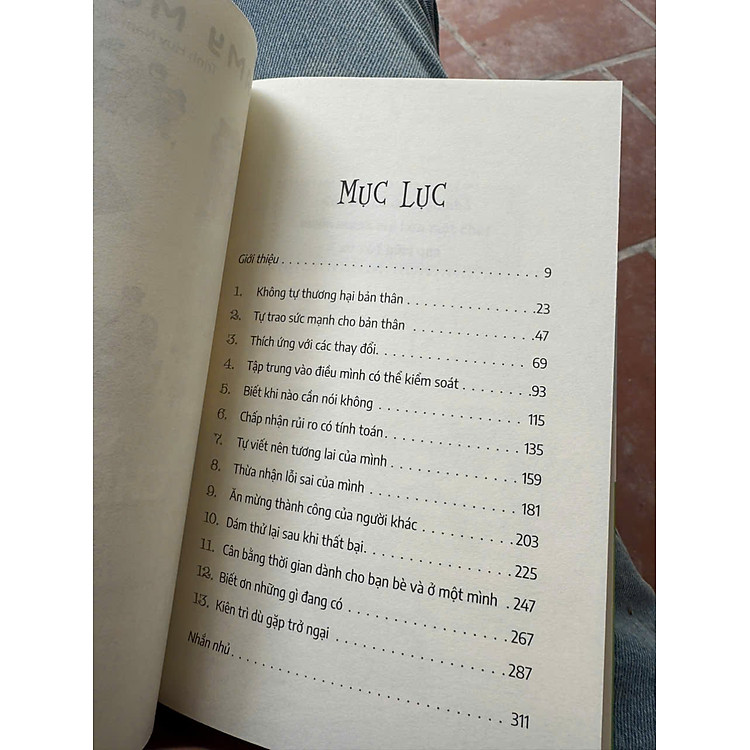 MỤC LỤC
Giới thiệu . . . . . . . . . . . . . . . . . . . . . . . . . . . . . . 9
1. Không tự thương hại bản thân . . . . . . . . . . . . . . .23
2. Tự trao sức mạnh cho bản thân . . . . . . . . . . . . . .47
3. Thích ứng với các thay đổi. . . . . . . . . . . . . . . . . . 69
4. Tập trung vào điều mình có thể kiểm soát . . . . . . . .93
5. Biết khi nào cần nói không . . . . . . . . . . . . . . . . . 115
6. Chấp nhận rủi ro có tính toán. . . . . . . . . . . . . . . . 135
7. Tự viết nên tương lai của mình . . . . . . . . . . . . . . . 159
8. Thừa nhận lỗi sai của mình . . . . . . . . . . . . . . . . . 181
9. Ăn mừng thành công của người khác . . . . . . . . . . .203
10. Dám thử lại sau khi thất bại. . . . . . . . . . . . . . . . . 225
11. Cân bằng thời gian dành cho bạn bè và ở một mình . 247
12. Biết ơn những gì đang có . . . . . . . . . . . . . . . . . . 267
13. Kiên trì dù gặp trở ngại . . . . . . . . . . . . . . . . . . .287
Nhắn nhủ . . . . . . . . . . . . . . . . . . . . . . . . . . . . . 311